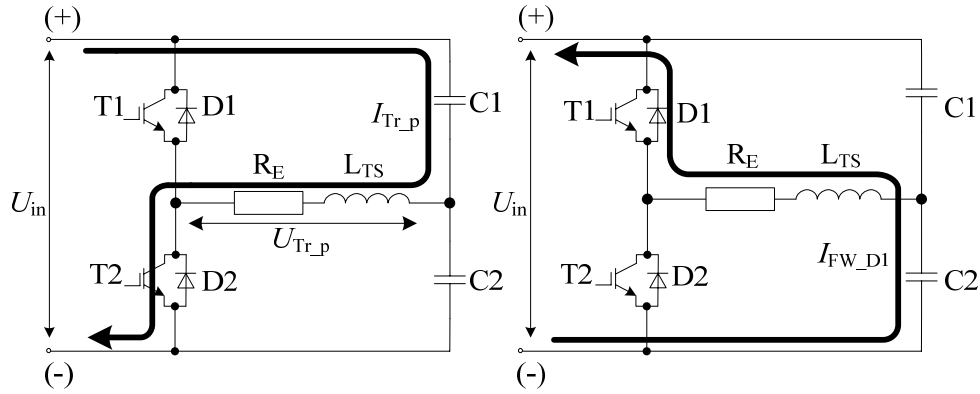 (+)
T1
D1
C1
I_Tr_p
R_E
L_TS
U_in
U_Tr_p
T2
D2
C2
(-)
(+)
T1
D1
C1
R_E
L_TS
U_in
I_FW_D1
T2
D2
C2
(-)